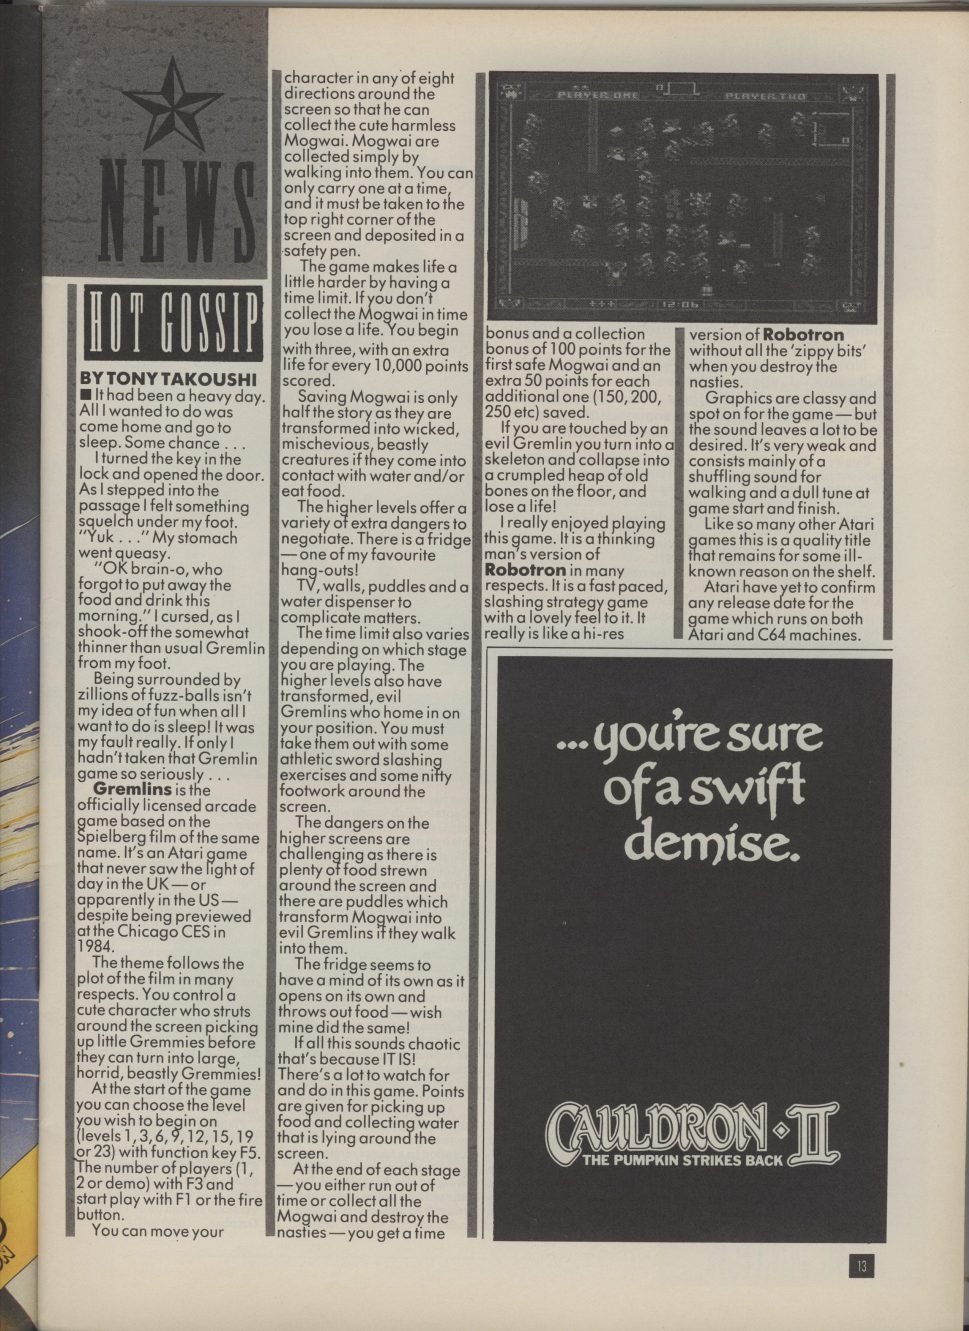 NEWS
HOT GOSSIP
BY TONY TAKOUSHI
■ It had been a heavy day.
All I wanted to do was
come home and go to
sleep. Some chance . . .
I turned the key in the
lock and opened the door.
As I stepped into the
passage I felt something
squelch under my foot.
"Yuk . . ." My stomach
went queasy.
"OK brain-o, who
forgot to put away the
food and drink this
morning." I cursed, as I
shook-off the somewhat
thinner than usual Gremlin
from my foot.
Being surrounded by
zillions of fuzz-balls isn't
my idea of fun when all I
want to do is sleep! It was
my fault really. If only I
hadn't taken that Gremlin
game so seriously . . .
Gremlins is the
officially licensed arcade
game based on the
Spielberg film of the same
name. It's an Atari game
that never saw the light of
day in the UK — or
apparently in the US —
despite being previewed
at the Chicago CES in
1984.
The theme follows the
plot of the film in many
respects. You control a
cute character who struts
around the screen picking
up little Gremmies before
they can turn into large,
horrid, beastly Gremmies!
At the start of the game
you can choose the level
you wish to begin on
(levels 1, 3, 6, 9, 12, 15, 19
or 23) with function key F5.
The number of players (1,
2 or demo) with F3 and
start play with F1 or the fire
button.
You can move your
character in any of eight
directions around the
screen so that he can
collect the cute harmless
Mogwai. Mogwai are
collected simply by
walking into them. You can
only carry one at a time,
and it must be taken to the
top right corner of the
screen and deposited in a
safety pen.
The game makes life a
little harder by having a
time limit. If you don't
collect the Mogwai in time
you lose a life. You begin
with three, with an extra
life for every 10,000 points
scored.
Saving Mogwai is only
half the story as they are
transformed into wicked,
mischevious, beastly
creatures if they come into
contact with water and/or
eat food.
The higher levels offer a
variety of extra dangers to
negotiate. There is a fridge
— one of my favourite
hang-outs!
TV, walls, puddles and a
water dispenser to
complicate matters.
The time limit also varies
depending on which stage
you are playing. The
higher levels also have
transformed, evil
Gremlins who home in on
your position. You must
take them out with some
athletic sword slashing
exercises and some nifty
footwork around the
screen.
The dangers on the
higher screens are
challenging as there is
plenty of food strewn
around the screen and
there are puddles which
transform Mogwai into
evil Gremlins if they walk
into them.
The fridge seems to
have a mind of its own as it
opens on its own and
throws out food — wish
mine did the same!
If all this sounds chaotic
that's because IT IS!
There's a lot to watch for
and do in this game. Points
are given for picking up
food and collecting water
that is lying around the
screen.
At the end of each stage
— you either run out of
time or collect all the
Mogwai and destroy the
nasties — you get a time
PLAYER ONE PLAYER TWO
12:06
bonus and a collection
bonus of 100 points for the
first safe Mogwai and an
extra 50 points for each
additional one (150, 200,
250 etc) saved.
If you are touched by an
evil Gremlin you turn into a
skeleton and collapse into
a crumpled heap of old
bones on the floor, and
lose a life!
I really enjoyed playing
this game. It is a thinking
man's version of
Robotron in many
respects. It is a fast paced,
slashing strategy game
with a lovely feel to it. It
really is like a hi-res
version of Robotron
without all the 'zippy bits'
when you destroy the
nasties.
Graphics are classy and
spot on for the game — but
the sound leaves a lot to be
desired. It's very weak and
consists mainly of a
shuffling sound for
walking and a dull tune at
game start and finish.
Like so many other Atari
games this is a quality title
that remains for some ill-
known reason on the shelf.
Atari have yet to confirm
any release date for the
game which runs on both
Atari and C64 machines.
...you're sure
of a swift
demise.
CAULDRON · II
THE PUMPKIN STRIKES BACK
13